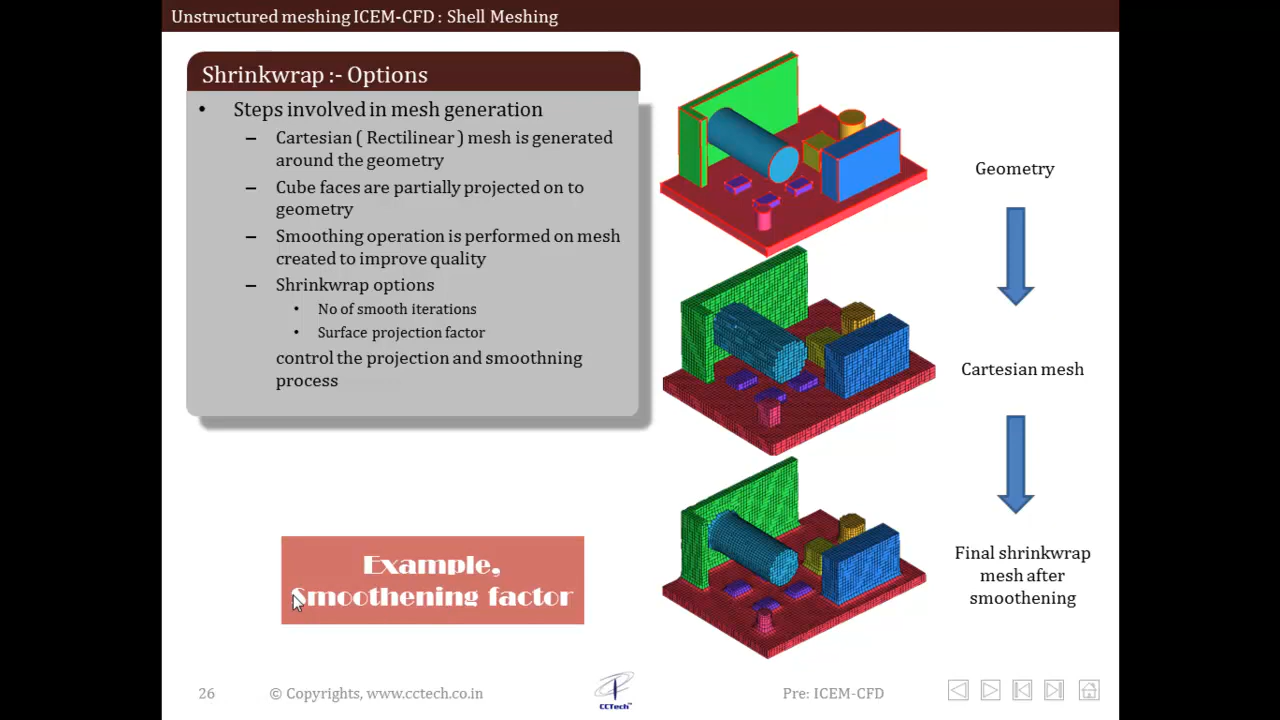 Unstructured meshing ICEM-CFD : Shell Meshing
Shrinkwrap :- Options
• Steps involved in mesh generation
– Cartesian ( Rectilinear ) mesh is generated
around the geometry
– Cube faces are partially projected on to
geometry
– Smoothing operation is performed on mesh
created to improve quality
– Shrinkwrap options
• No of smooth iterations
• Surface projection factor
control the projection and smoothning
process
Geometry
Cartesian mesh
Final shrinkwrap
mesh after
smoothening
Example,
Smoothening factor
26
© Copyrights, www.cctech.co.in
CCTech™
Pre: ICEM-CFD